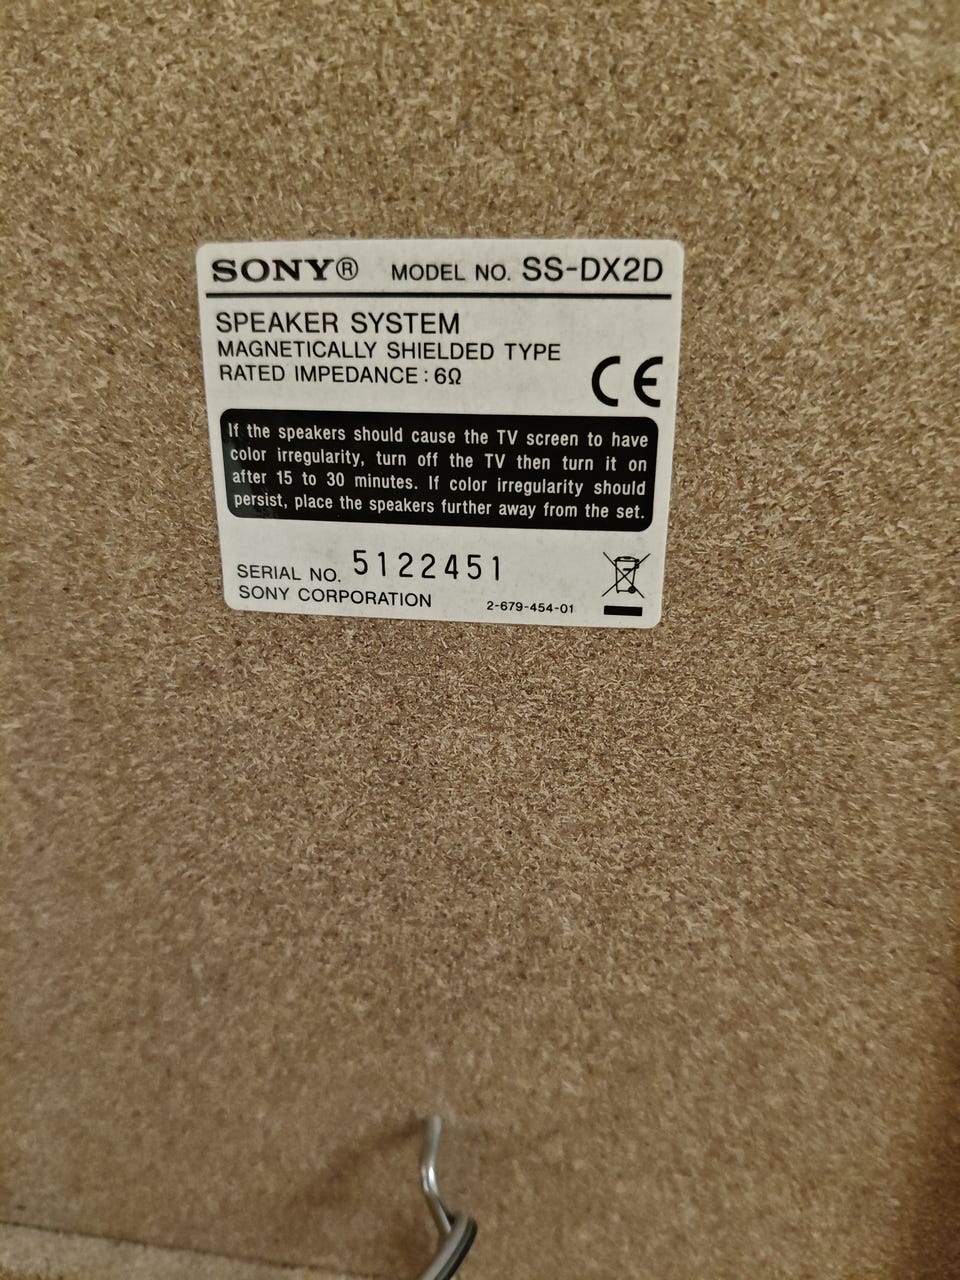 SONY® MODEL NO. SS-DX2D
SPEAKER SYSTEM
MAGNETICALLY SHIELDED TYPE
RATED IMPEDANCE : 6Ω
CE
If the speakers should cause the TV screen to have
color irregularity, turn off the TV then turn it on
after 15 to 30 minutes. If color irregularity should
persist, place the speakers further away from the set.
SERIAL NO. 5122451
SONY CORPORATION 2-679-454-01